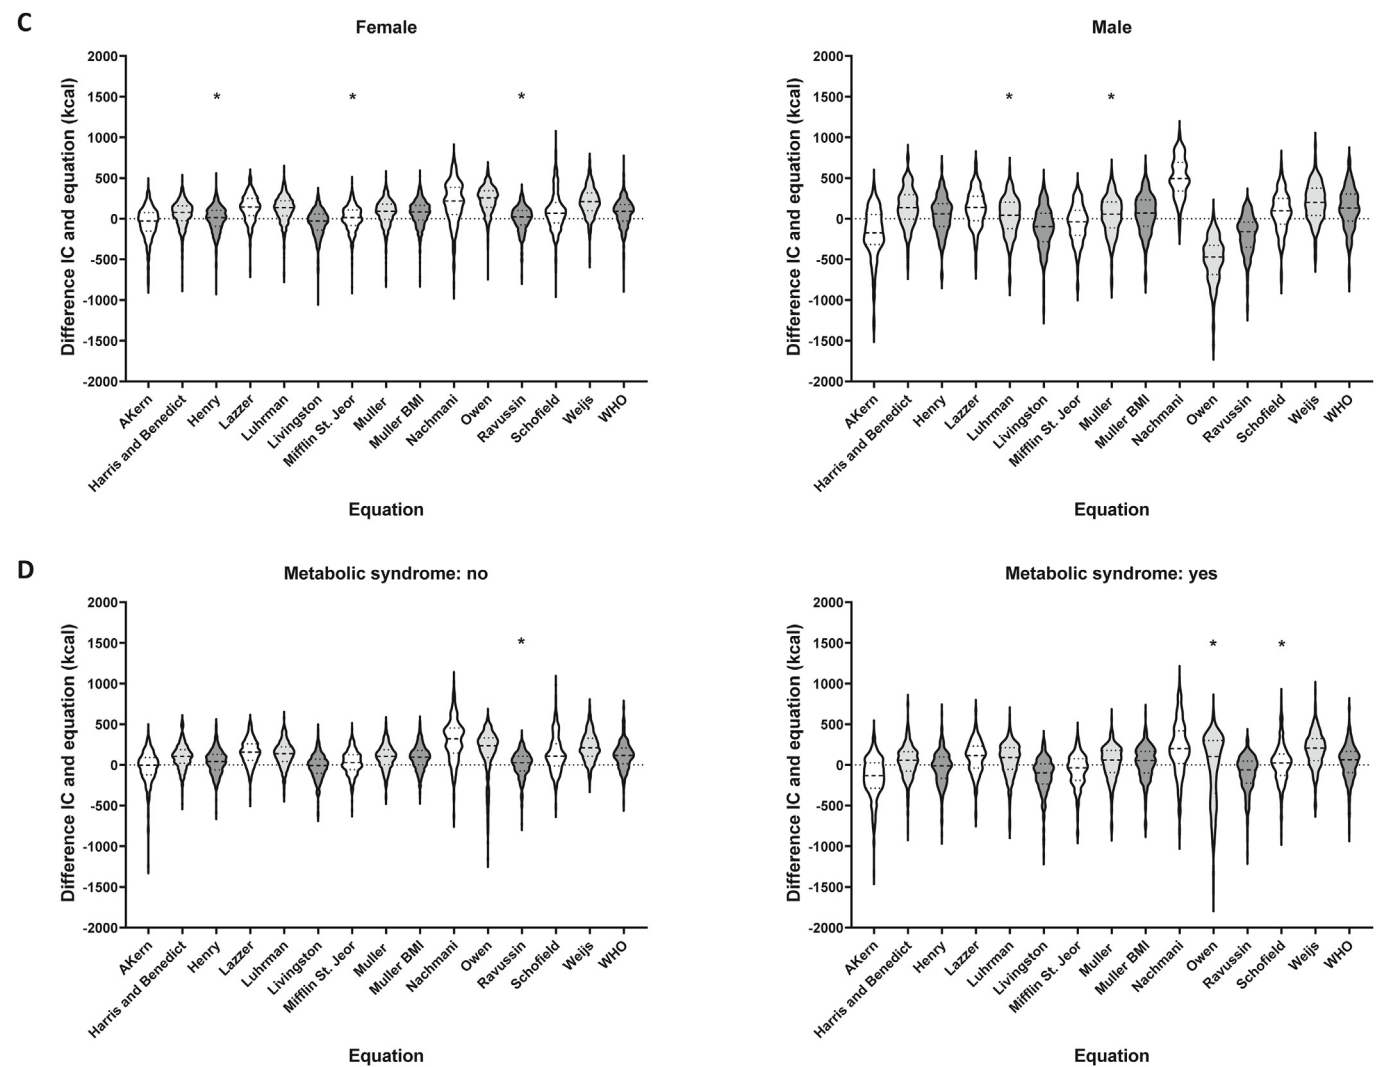 C
Female
2000
1500
1000
500
0
-500
-1000
-1500
-2000
Difference IC and equation (kcal)
* * *
AKern
Harris and Benedict
Henry
Lazzer
Luhrman
Livingston
Mifflin St. Jeor
Muller
Muller BMI
Nachmani
Owen
Ravussin
Schofield
Weijs
WHO
Equation
Male
2000
1500
1000
500
0
-500
-1000
-1500
-2000
Difference IC and equation (kcal)
* *
AKern
Harris and Benedict
Henry
Lazzer
Luhrman
Livingston
Mifflin St. Jeor
Muller
Muller BMI
Nachmani
Owen
Ravussin
Schofield
Weijs
WHO
Equation
D
Metabolic syndrome: no
2000
1500
1000
500
0
-500
-1000
-1500
-2000
Difference IC and equation (kcal)
*
AKern
Harris and Benedict
Henry
Lazzer
Luhrman
Livingston
Mifflin St. Jeor
Muller
Muller BMI
Nachmani
Owen
Ravussin
Schofield
Weijs
WHO
Equation
Metabolic syndrome: yes
2000
1500
1000
500
0
-500
-1000
-1500
-2000
Difference IC and equation (kcal)
* *
AKern
Harris and Benedict
Henry
Lazzer
Luhrman
Livingston
Mifflin St. Jeor
Muller
Muller BMI
Nachmani
Owen
Ravussin
Schofield
Weijs
WHO
Equation